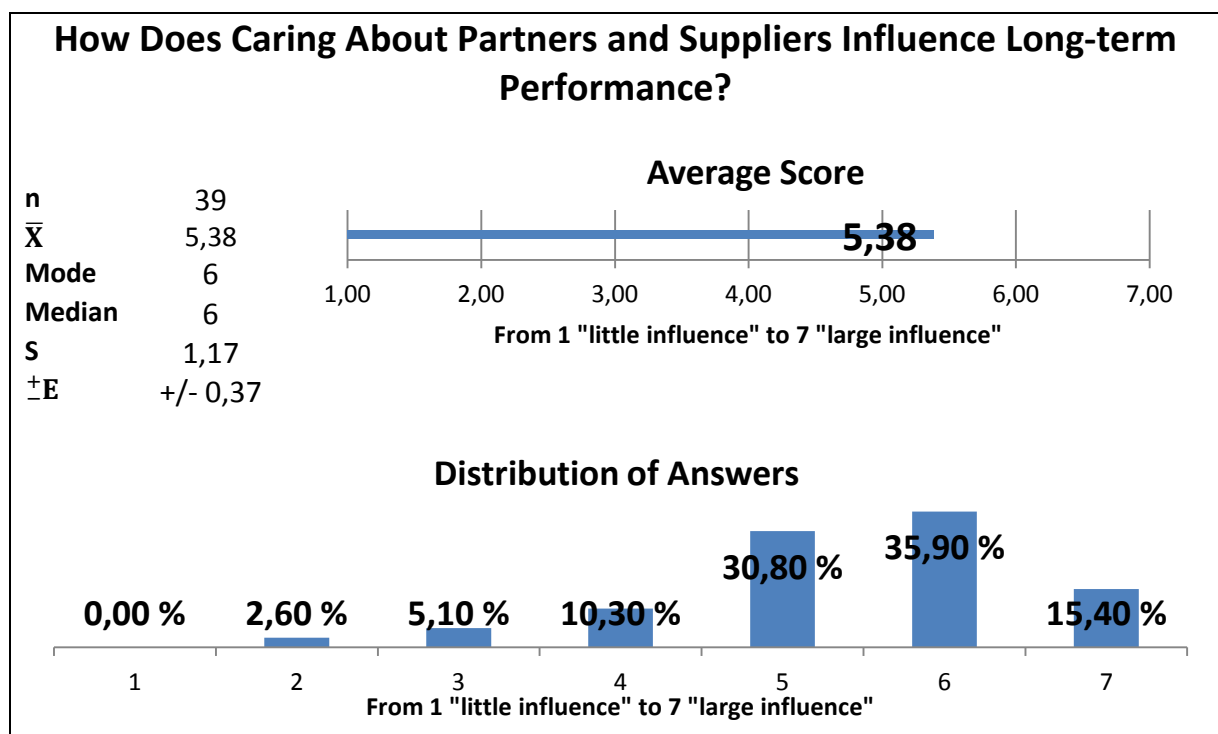 How Does Caring About Partners and Suppliers Influence Long-term
Performance?
n 39
X̅ 5,38
Mode 6
Median 6
S 1,17
±E +/- 0,37
Average Score
5,38
1,00 2,00 3,00 4,00 5,00 6,00 7,00
From 1 "little influence" to 7 "large influence"
Distribution of Answers
0,00 % 2,60 % 5,10 % 10,30 % 30,80 % 35,90 % 15,40 %
1 2 3 4 5 6 7
From 1 "little influence" to 7 "large influence"